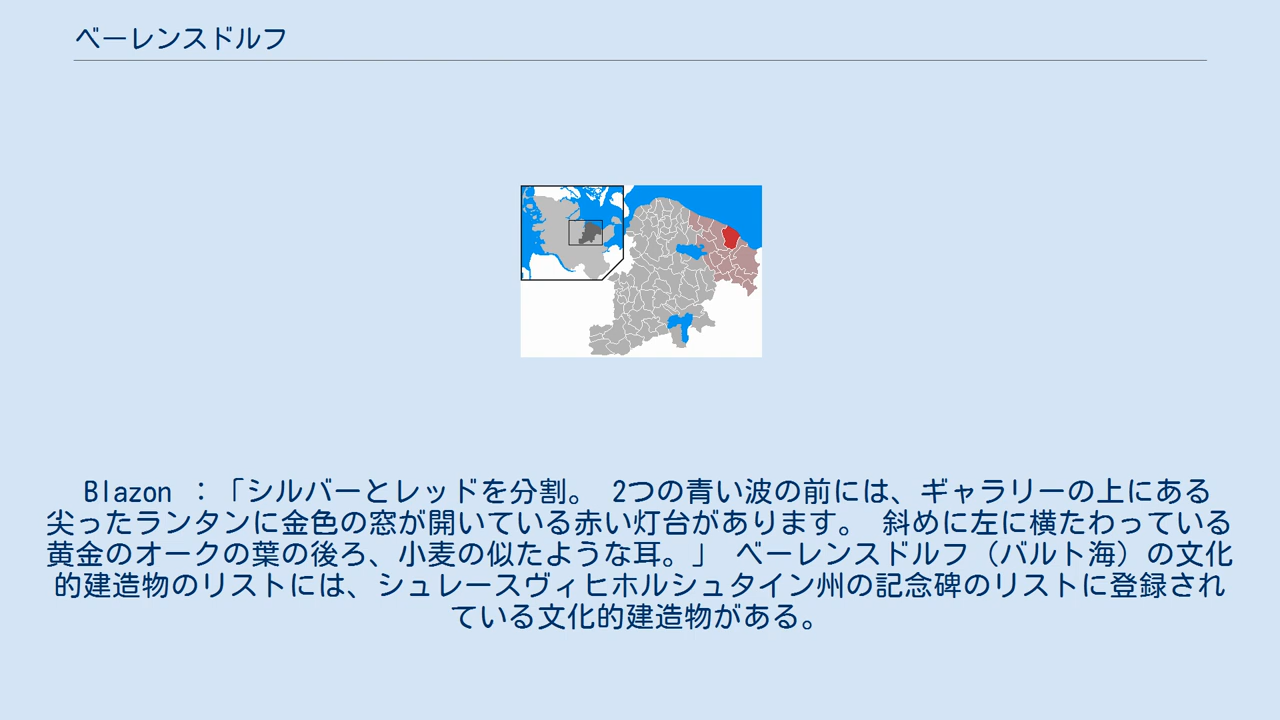 ベーレンスドルフ
Blazon ：「シルバーとレッドを分割。 2つの青い波の前には、ギャラリーの上にある
尖ったランタンに金色の窓が開いている赤い灯台があります。 斜めに左に横たわっている
黄金のオークの葉の後ろ、小麦の似たような耳。」 ベーレンスドルフ（バルト海）の文化
的建造物のリストには、シュレースヴィヒホルシュタイン州の記念碑のリストに登録され
ている文化的建造物がある。